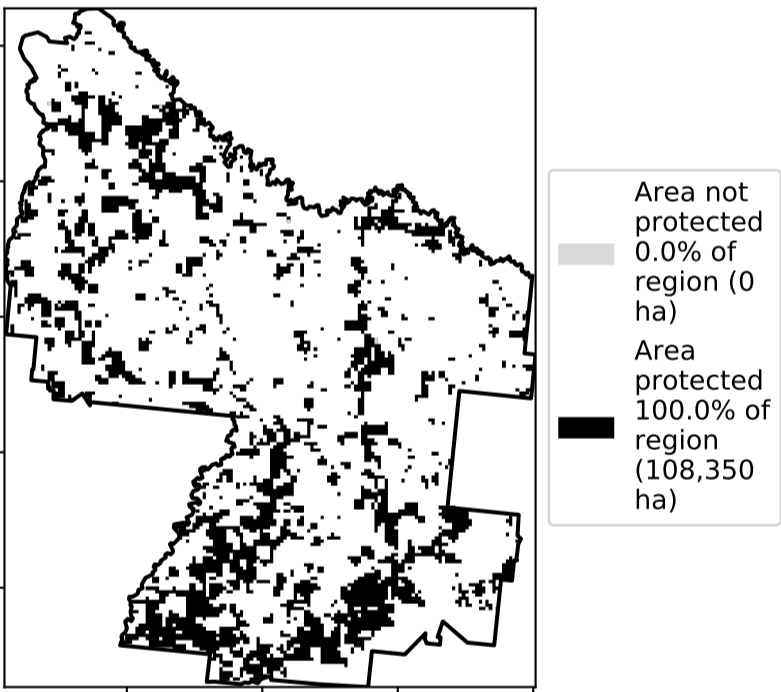 Area not
protected
0.0% of
region (0
ha)
Area
protected
100.0% of
region
(108,350
ha)